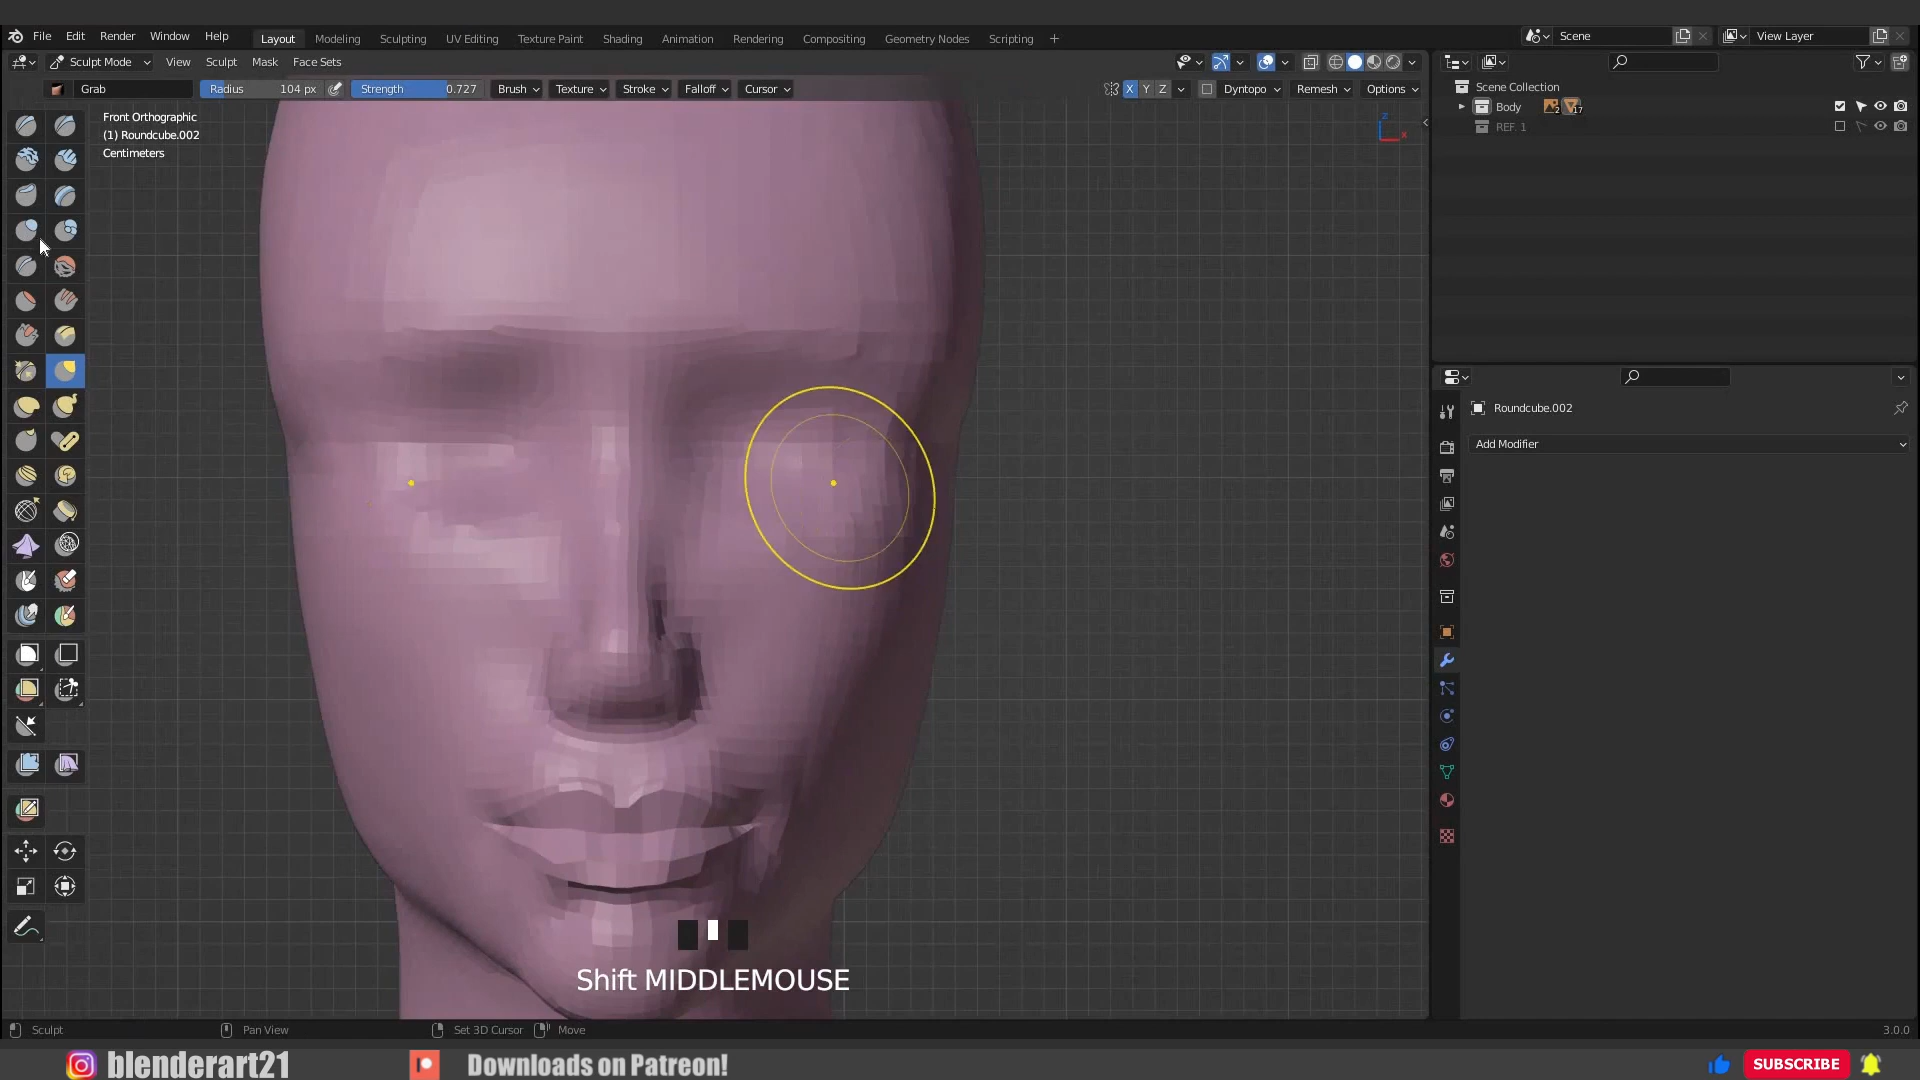 File Edit Render Window Help Layout Modeling Sculpting UV Editing Texture Paint Shading Animation Rendering Compositing Geometry Nodes Scripting + Scene View Layer
Sculpt Mode View Sculpt Mask Face Sets
Grab Radius 104 px Strength 0.727 Brush Texture Stroke Falloff Cursor X Y Z Dyntopo Remesh Options
Scene Collection
Body 2 17
REF. 1
Front Orthographic
(1) Roundcube.002
Centimeters
Z
X
Roundcube.002
Add Modifier
Shift MIDDLEMOUSE
Sculpt Pan View Set 3D Cursor Move 3.0.0
blenderart21 Downloads on Patreon! SUBSCRIBE